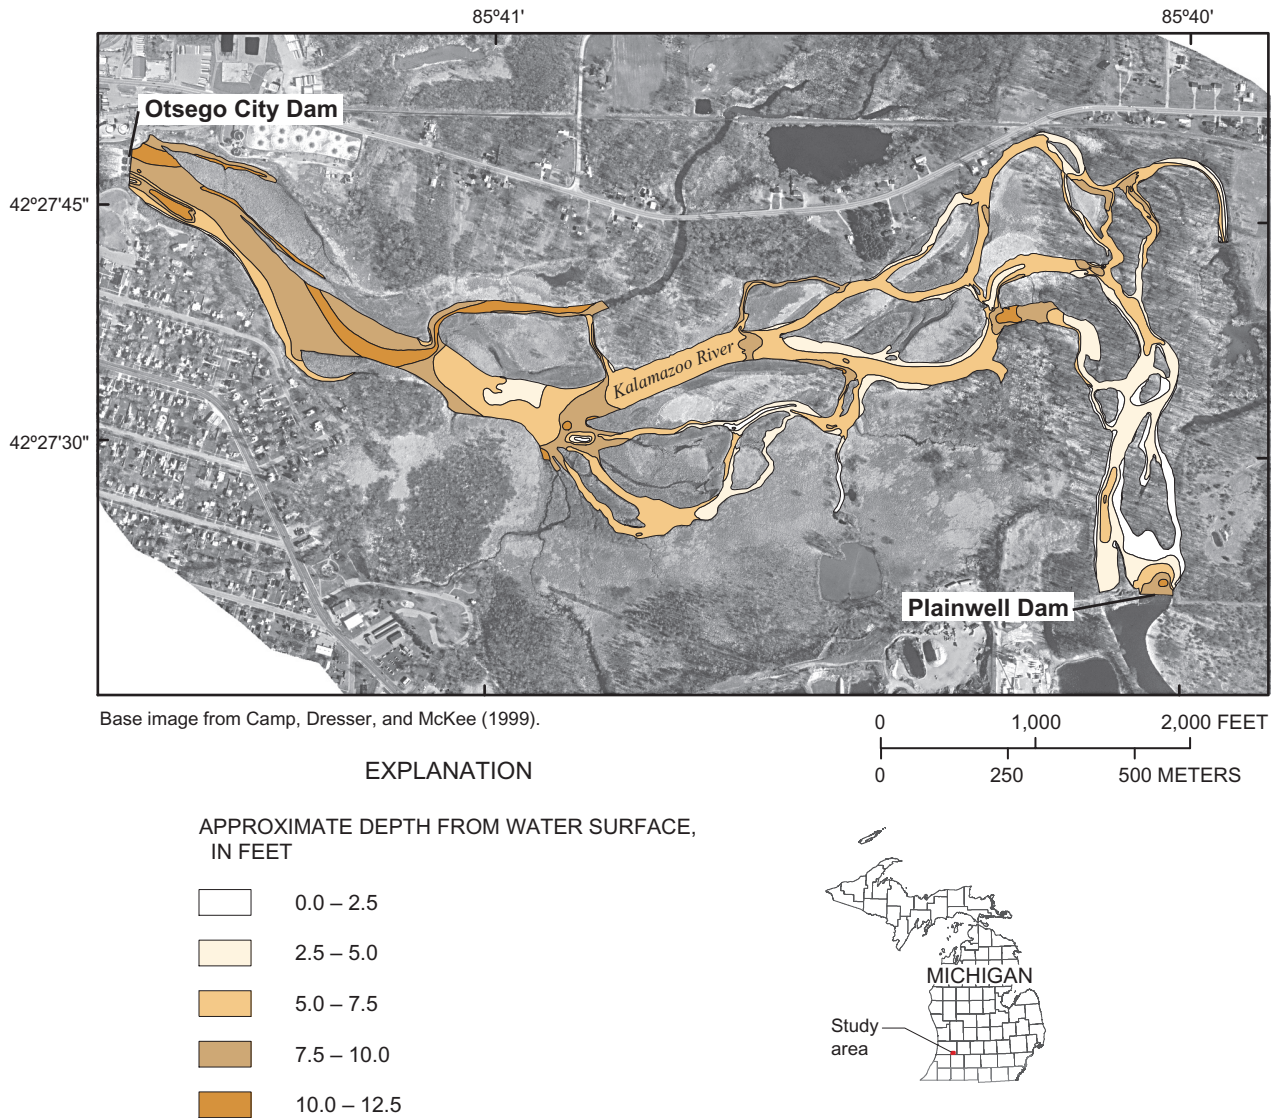 85º41'
85º40'
Otsego City Dam
42º27'45"
Kalamazoo River
42º27'30"
Plainwell Dam
Base image from Camp, Dresser, and McKee (1999).
0 1,000 2,000 FEET
0 250 500 METERS
EXPLANATION
APPROXIMATE DEPTH FROM WATER SURFACE,
IN FEET
0.0 – 2.5
2.5 – 5.0
5.0 – 7.5
7.5 – 10.0
10.0 – 12.5
MICHIGAN
Study
area